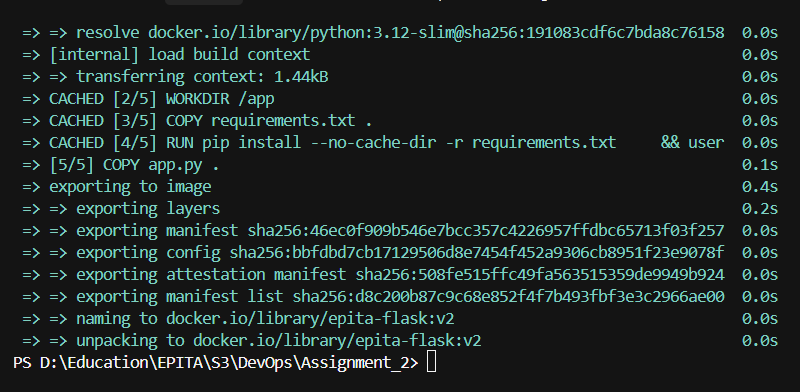 => => resolve docker.io/library/python:3.12-slim@sha256:191083cdf6c7bda8c76158 0.0s
=> [internal] load build context 0.0s
=> => transferring context: 1.44kB 0.0s
=> CACHED [2/5] WORKDIR /app 0.0s
=> CACHED [3/5] COPY requirements.txt . 0.0s
=> CACHED [4/5] RUN pip install --no-cache-dir -r requirements.txt     && user 0.0s
=> [5/5] COPY app.py . 0.1s
=> exporting to image 0.4s
=> => exporting layers 0.2s
=> => exporting manifest sha256:46ec0f909b546e7bcc357c4226957ffdbc65713f03f257 0.0s
=> => exporting config sha256:bbfdbd7cb17129506d8e7454f452a9306cb8951f23e9078f 0.0s
=> => exporting attestation manifest sha256:508fe515ffc49fa563515359de9949b924 0.0s
=> => exporting manifest list sha256:d8c200b87c9c68e852f4f7b493fbf3e3c2966ae00 0.0s
=> => naming to docker.io/library/epita-flask:v2 0.0s
=> => unpacking to docker.io/library/epita-flask:v2 0.0s
PS D:\Education\EPITA\S3\DevOps\Assignment_2>